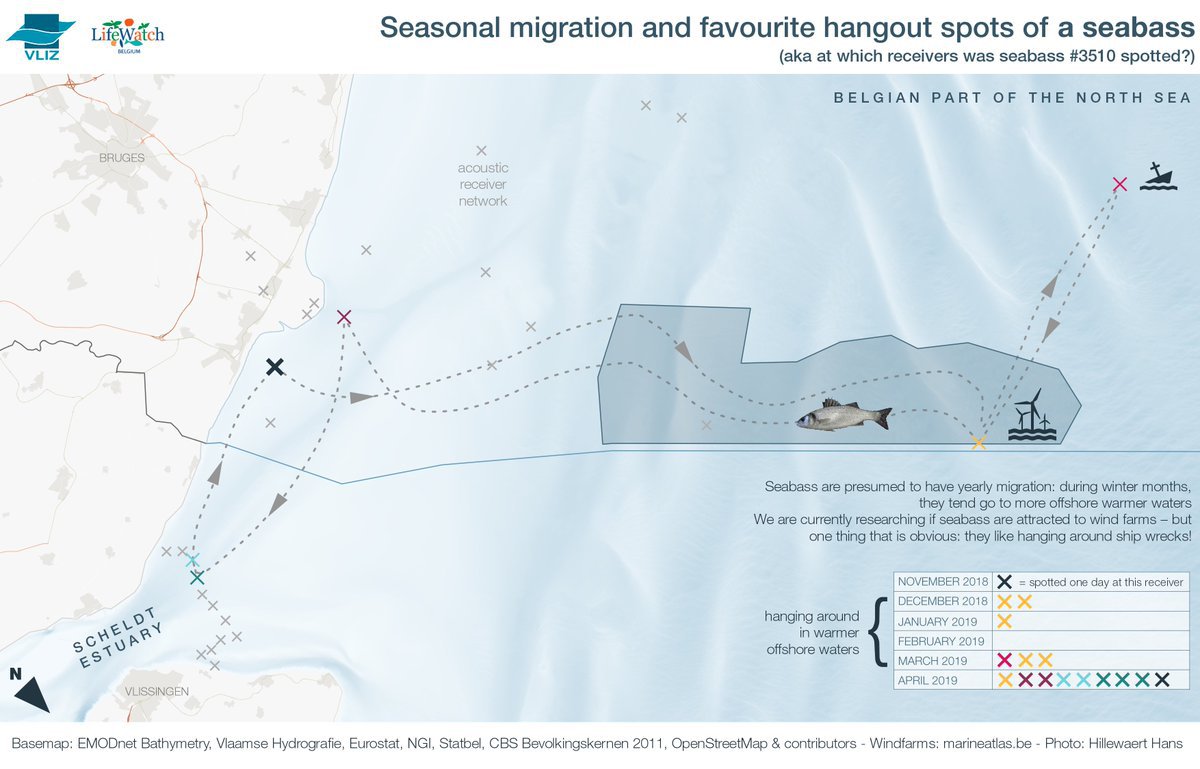 VLIZ
LifeWatch
BELGIUM
Seasonal migration and favourite hangout spots of a seabass
(aka at which receivers was seabass #3510 spotted?)
BELGIAN PART OF THE NORTH SEA
BRUGES
acoustic
receiver
network
Seabass are presumed to have yearly migration: during winter months,
they tend go to more offshore warmer waters
We are currently researching if seabass are attracted to wind farms – but
one thing that is obvious: they like hanging around ship wrecks!
NOVEMBER 2018 = spotted one day at this receiver
DECEMBER 2018
JANUARY 2019
FEBRUARY 2019
MARCH 2019
APRIL 2019
hanging around
in warmer
offshore waters
SCHELDT
ESTUARY
N
VLISSINGEN
Basemap: EMODnet Bathymetry, Vlaamse Hydrografie, Eurostat, NGI, Statbel, CBS Bevolkingskernen 2011, OpenStreetMap & contributors - Windfarms: marineatlas.be - Photo: Hillewaert Hans